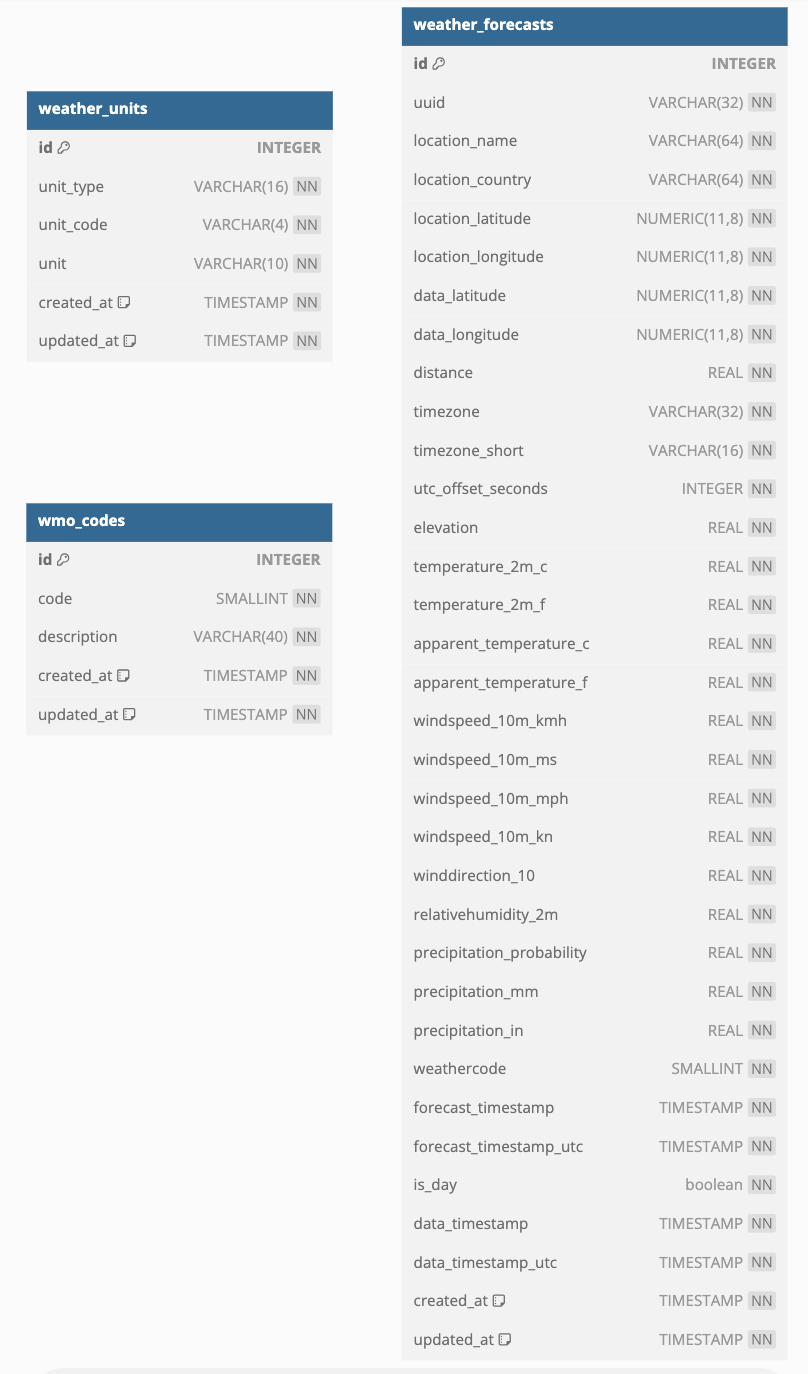 weather_units
id INTEGER
unit_type VARCHAR(16) NN
unit_code VARCHAR(4) NN
unit VARCHAR(10) NN
created_at TIMESTAMP NN
updated_at TIMESTAMP NN
wmo_codes
id INTEGER
code SMALLINT NN
description VARCHAR(40) NN
created_at TIMESTAMP NN
updated_at TIMESTAMP NN
weather_forecasts
id INTEGER
uuid VARCHAR(32) NN
location_name VARCHAR(64) NN
location_country VARCHAR(64) NN
location_latitude NUMERIC(11,8) NN
location_longitude NUMERIC(11,8) NN
data_latitude NUMERIC(11,8) NN
data_longitude NUMERIC(11,8) NN
distance REAL NN
timezone VARCHAR(32) NN
timezone_short VARCHAR(16) NN
utc_offset_seconds INTEGER NN
elevation REAL NN
temperature_2m_c REAL NN
temperature_2m_f REAL NN
apparent_temperature_c REAL NN
apparent_temperature_f REAL NN
windspeed_10m_kmh REAL NN
windspeed_10m_ms REAL NN
windspeed_10m_mph REAL NN
windspeed_10m_kn REAL NN
winddirection_10 REAL NN
relativehumidity_2m REAL NN
precipitation_probability REAL NN
precipitation_mm REAL NN
precipitation_in REAL NN
weathercode SMALLINT NN
forecast_timestamp TIMESTAMP NN
forecast_timestamp_utc TIMESTAMP NN
is_day boolean NN
data_timestamp TIMESTAMP NN
data_timestamp_utc TIMESTAMP NN
created_at TIMESTAMP NN
updated_at TIMESTAMP NN